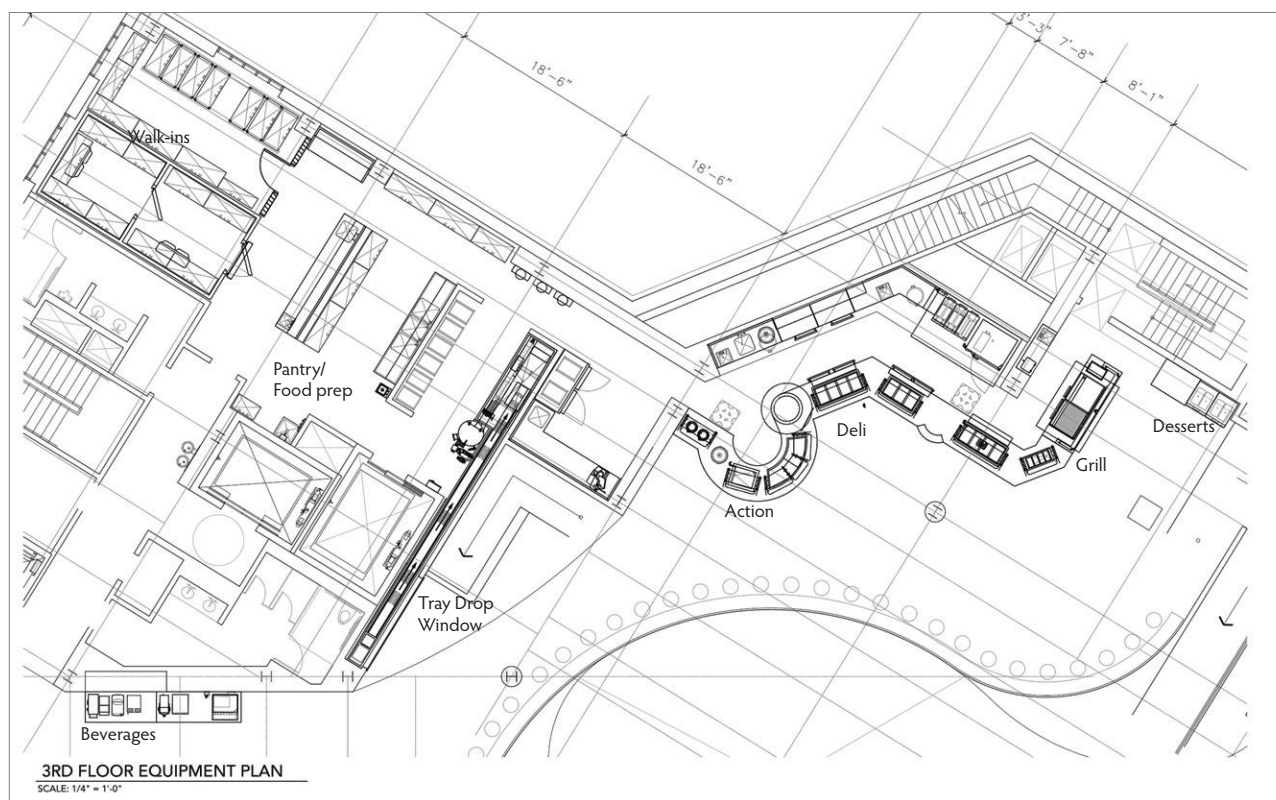 3'-3"
7'-8"
18'-6"
8'-1"
Walk-ins
18'-6"
Pantry/
Food prep
Deli
Desserts
Grill
Action
Tray Drop
Window
Beverages
3RD FLOOR EQUIPMENT PLAN
SCALE: 1/4" = 1'-0"